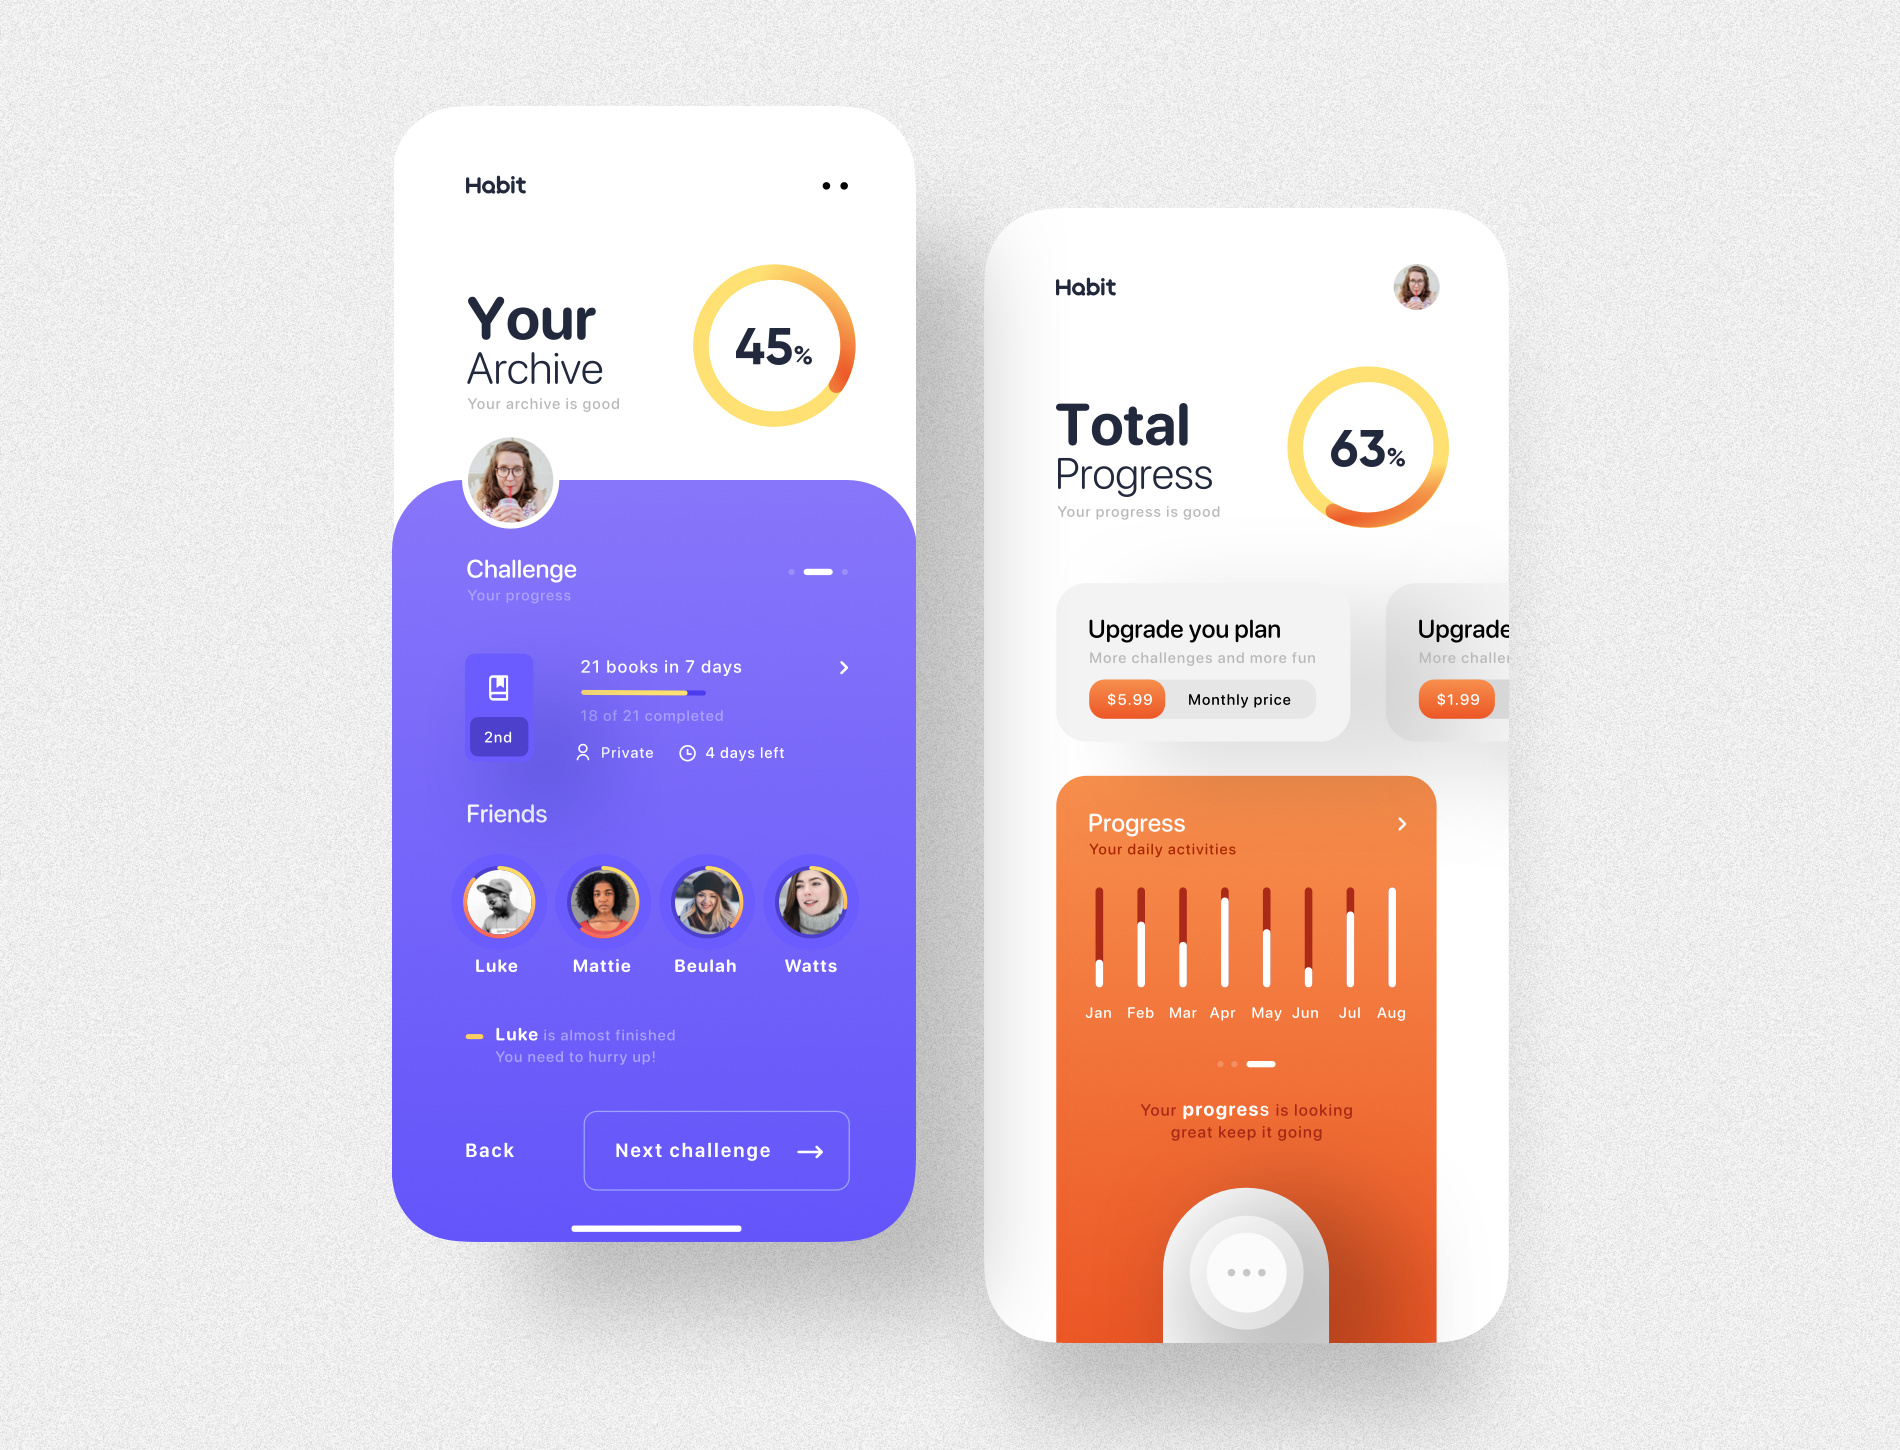 Habit
Your
Archive
Your archive is good
45%
Challenge
Your progress
21 books in 7 days
18 of 21 completed
2nd
Private
4 days left
Friends
Luke
Mattie
Beulah
Watts
Luke is almost finished
You need to hurry up!
Back
Next challenge
Habit
Total
Progress
Your progress is good
63%
Upgrade you plan
More challenges and more fun
$5.99
Monthly price
Upgrade
More challen
$1.99
Progress
Your daily activities
Jan Feb Mar Apr May Jun Jul Aug
Your progress is looking
great keep it going